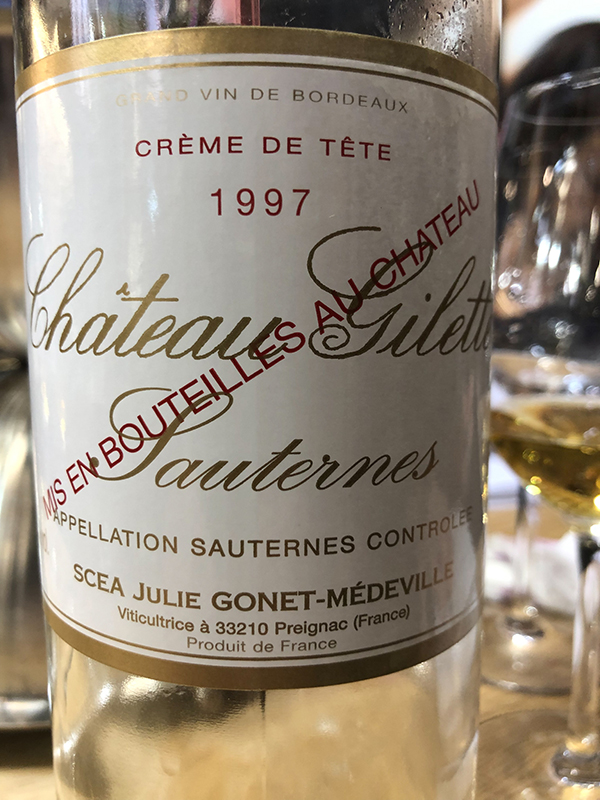 GRAND VIN DE BORDEAUX
CRÈME DE TÊTE
1997
Château Gilette
MIS EN BOUTEILLES AU CHATEAU
Sauternes
APPELLATION SAUTERNES CONTROLÉE
SCEA JULIE GONET-MÉDEVILLE
Viticultrice à 33210 Preignac (France)
Produit de France